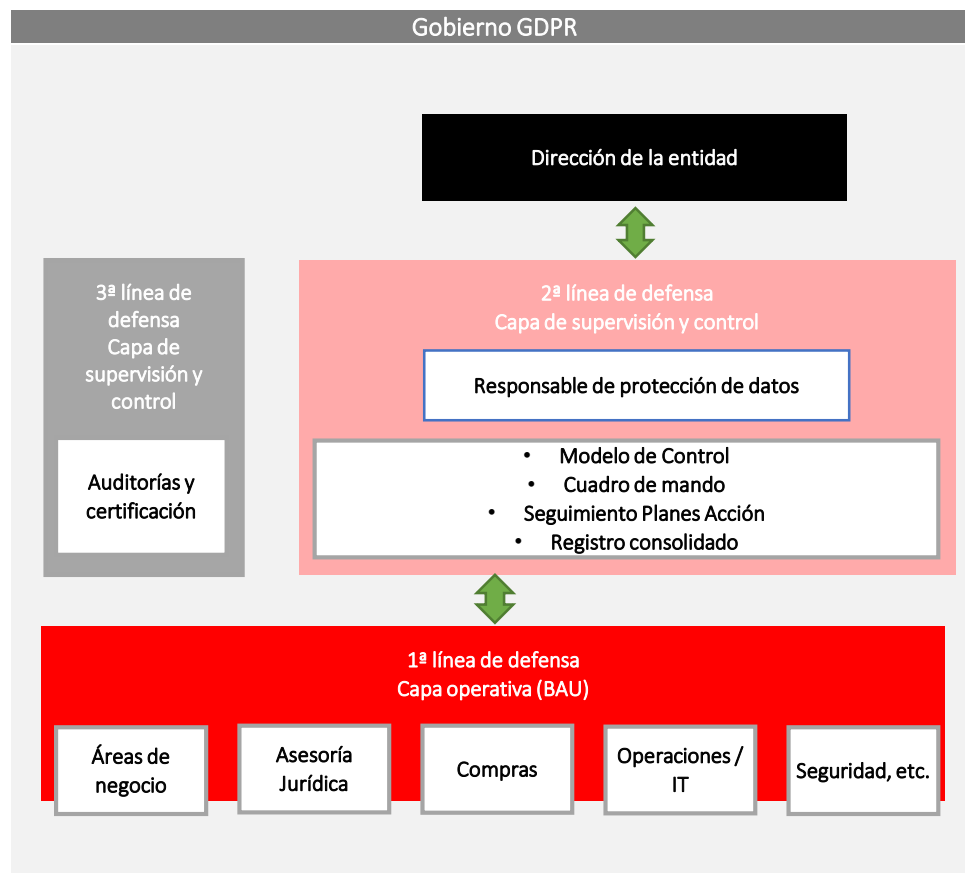 Gobierno GDPR
Dirección de la entidad
3ª línea de
defensa
Capa de
supervisión y
control
Auditorías y
certificación
2ª línea de defensa
Capa de supervisión y control
Responsable de protección de datos
• Modelo de Control
• Cuadro de mando
• Seguimiento Planes Acción
• Registro consolidado
1ª línea de defensa
Capa operativa (BAU)
Áreas de
negocio
Asesoría
Jurídica
Compras
Operaciones /
IT
Seguridad, etc.